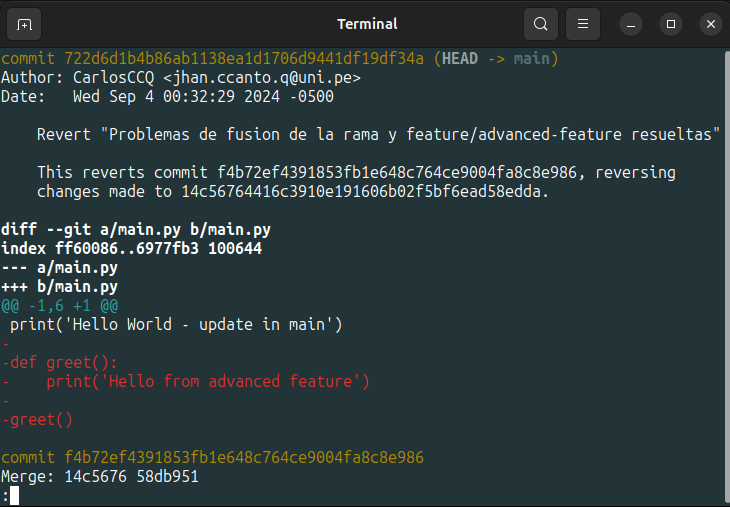 Terminal
commit 722d6d1b4b86ab1138ea1d1706d9441df19df34a (HEAD -> main)
Author: CarlosCCQ <jhan.ccanto.q@uni.pe>
Date:   Wed Sep 4 00:32:29 2024 -0500
    Revert "Problemas de fusion de la rama y feature/advanced-feature resueltas"
    This reverts commit f4b72ef4391853fb1e648c764ce9004fa8c8e986, reversing
    changes made to 14c56764416c3910e191606b02f5bf6ead58edda.
diff --git a/main.py b/main.py
index ff60086..6977fb3 100644
--- a/main.py
+++ b/main.py
@@ -1,6 +1 @@
 print('Hello World - update in main')
-
-def greet():
-    print('Hello from advanced feature')
-
-greet()
commit f4b72ef4391853fb1e648c764ce9004fa8c8e986
Merge: 14c5676 58db951
: